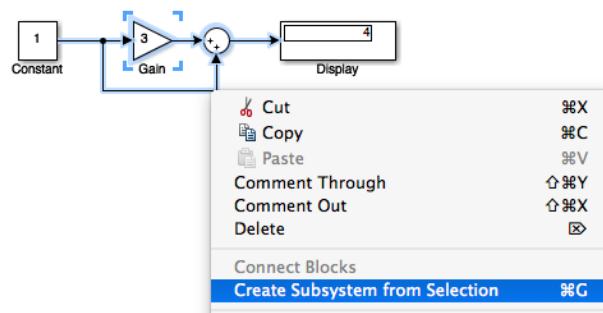 1
3
4
Constant
Gain
Display
Cut ⌘X
Copy ⌘C
Paste ⌘V
Comment Through ⇧⌘Y
Comment Out ⇧⌘X
Delete ⌦
Connect Blocks
Create Subsystem from Selection ⌘G